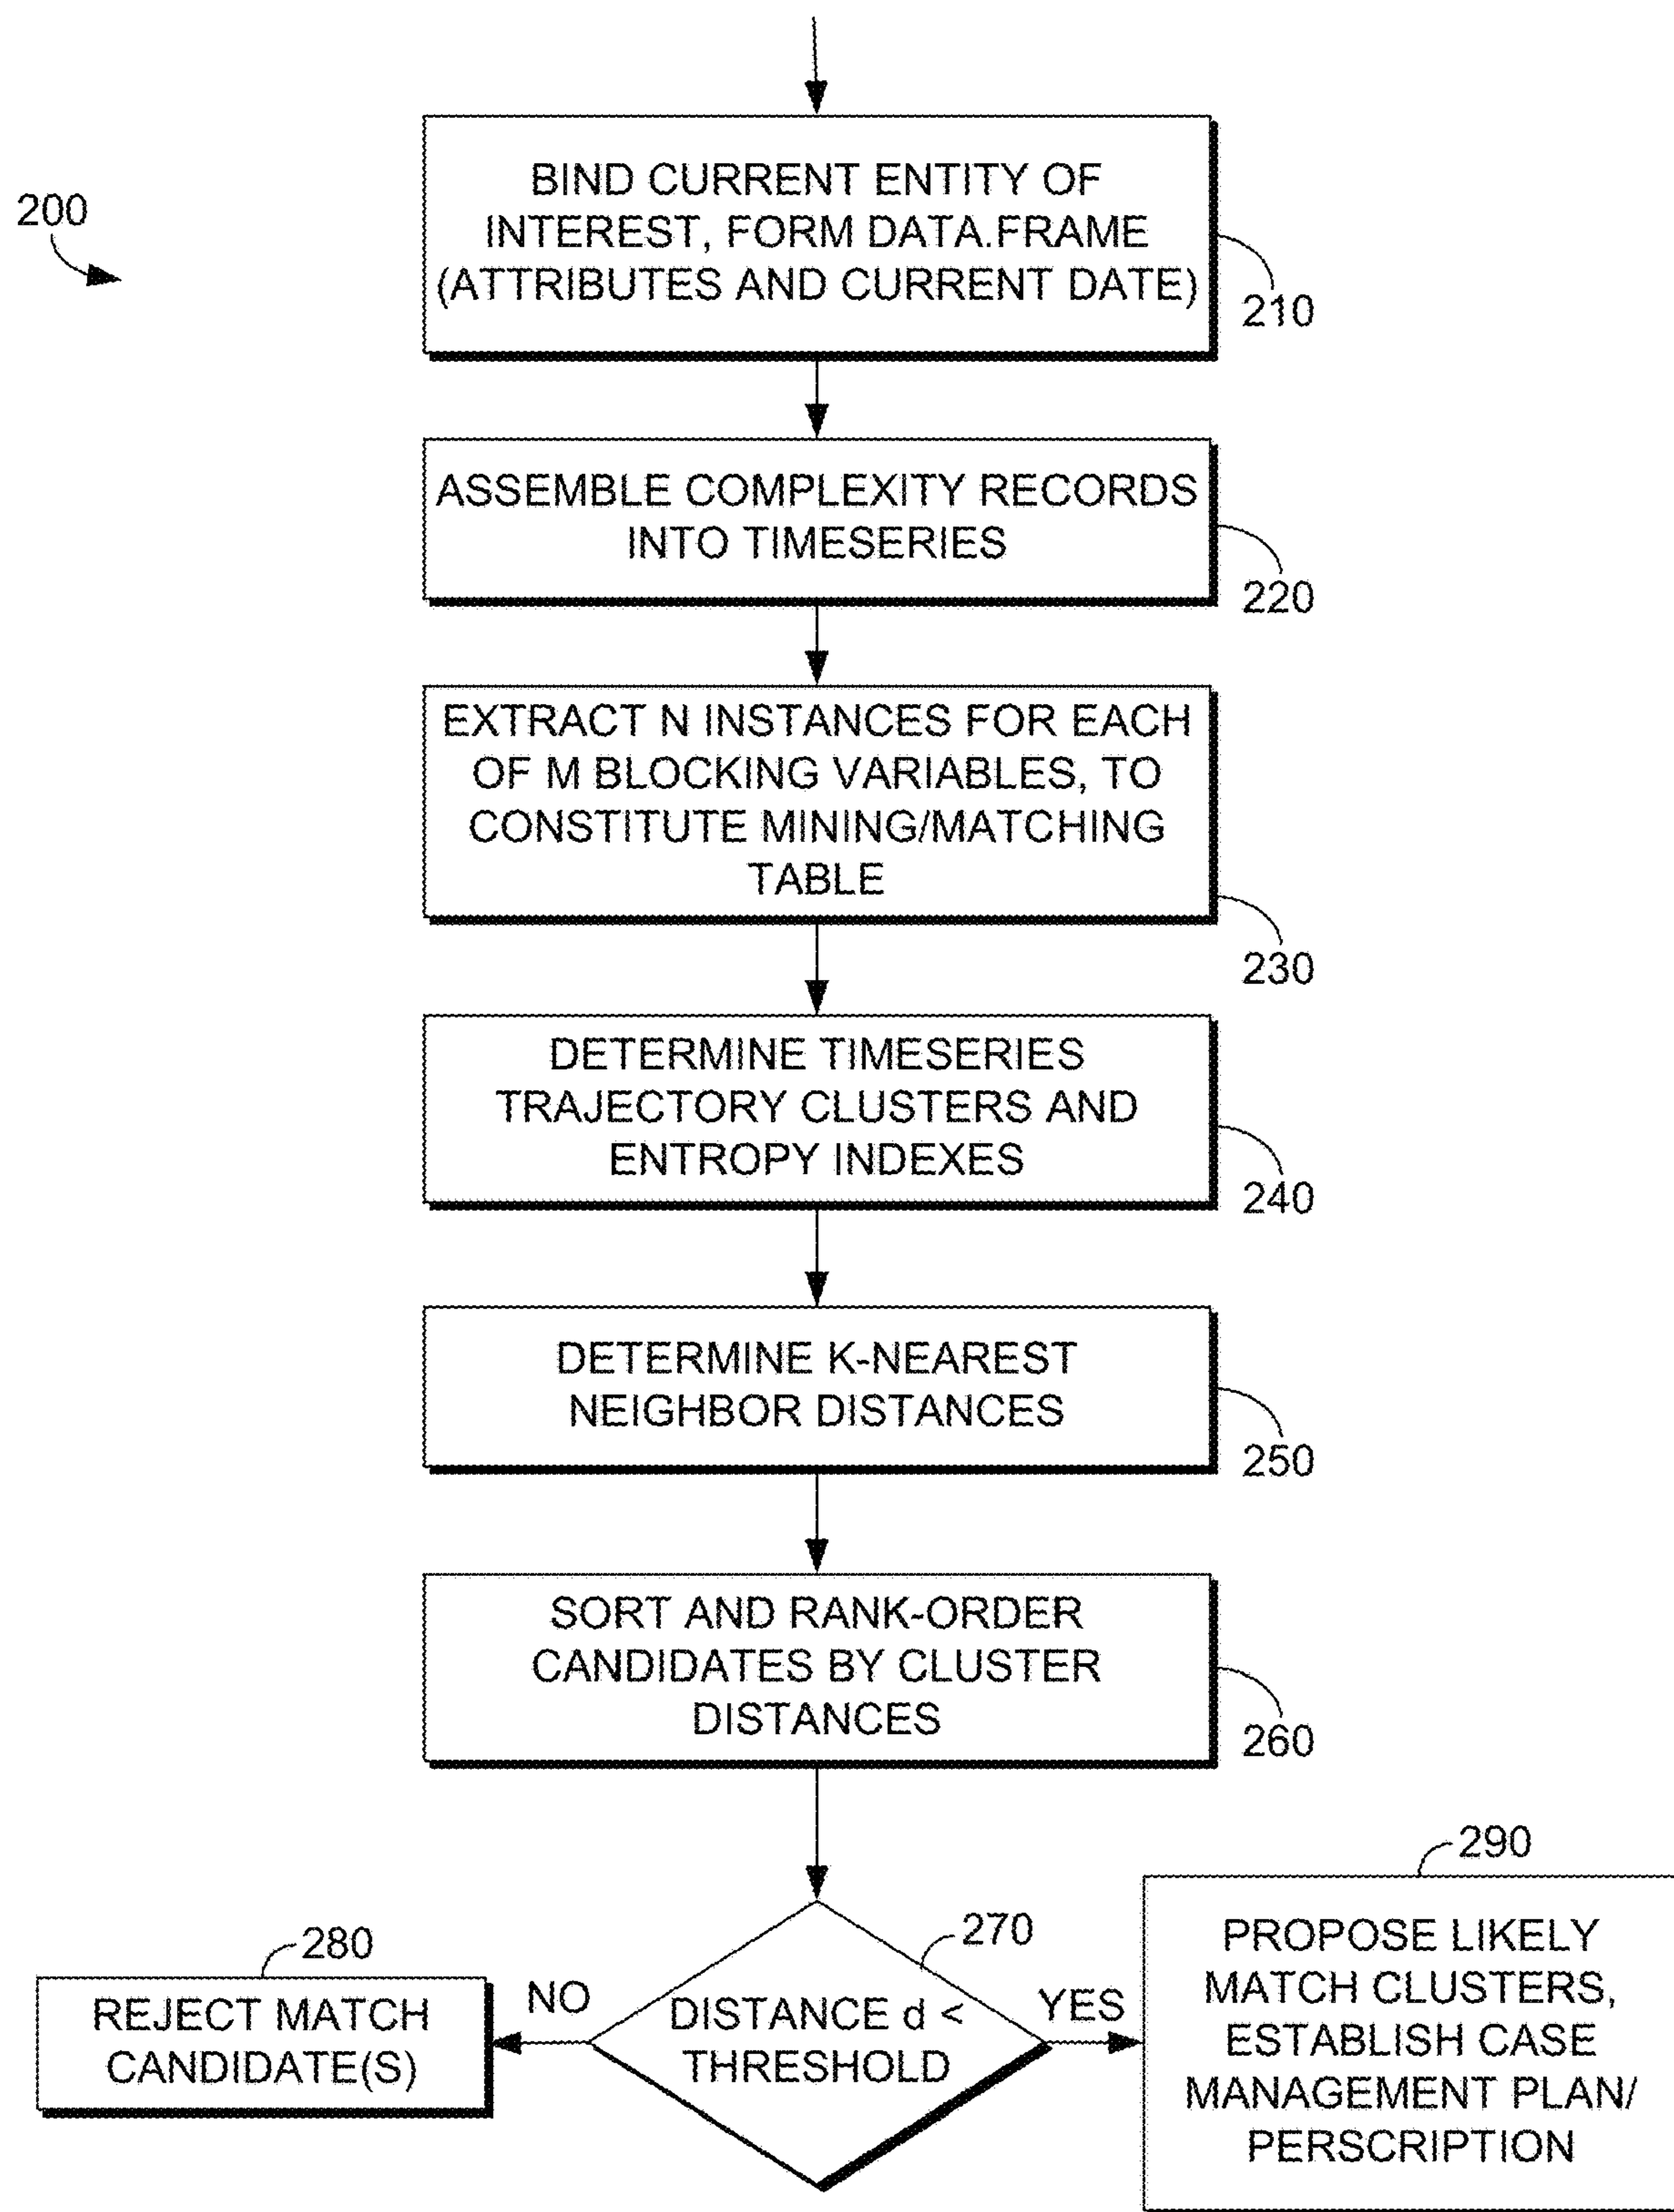 200
BIND CURRENT ENTITY OF
INTEREST, FORM DATA.FRAME
(ATTRIBUTES AND CURRENT DATE)
210
ASSEMBLE COMPLEXITY RECORDS
INTO TIMESERIES
220
EXTRACT N INSTANCES FOR EACH
OF M BLOCKING VARIABLES, TO
CONSTITUTE MINING/MATCHING
TABLE
230
DETERMINE TIMESERIES
TRAJECTORY CLUSTERS AND
ENTROPY INDEXES
240
DETERMINE K-NEAREST
NEIGHBOR DISTANCES
250
SORT AND RANK-ORDER
CANDIDATES BY CLUSTER
DISTANCES
260
280
REJECT MATCH
CANDIDATE(S)
NO
270
DISTANCE d <
THRESHOLD
YES
290
PROPOSE LIKELY
MATCH CLUSTERS,
ESTABLISH CASE
MANAGEMENT PLAN/
PERSCRIPTION